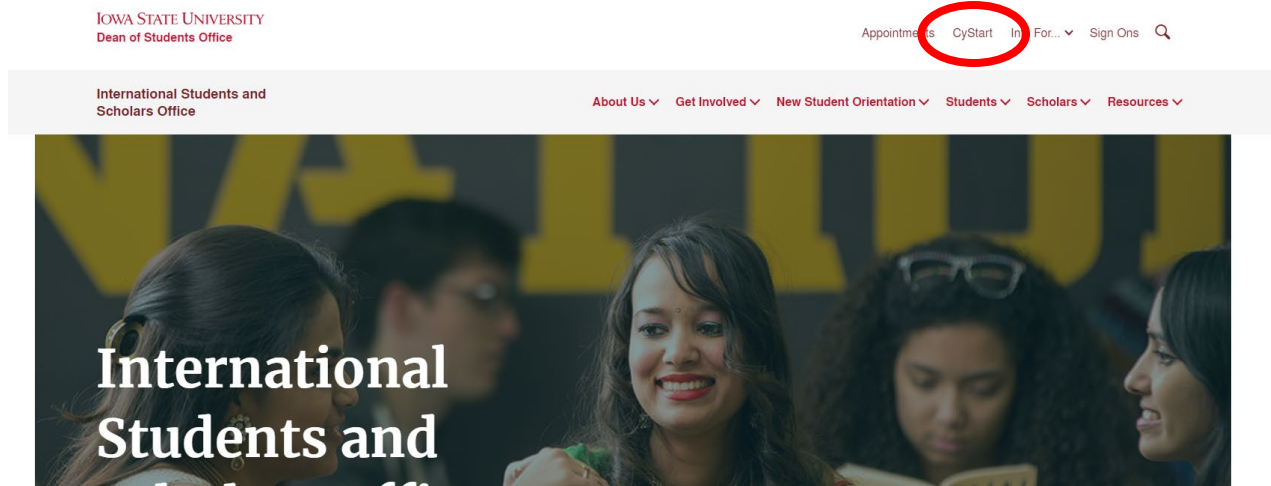 IOWA STATE UNIVERSITY
Dean of Students Office
Appointments CyStart For... Sign Ons
International Students and
Scholars Office
About Us Get Involved New Student Orientation Students Scholars Resources
International
Students and